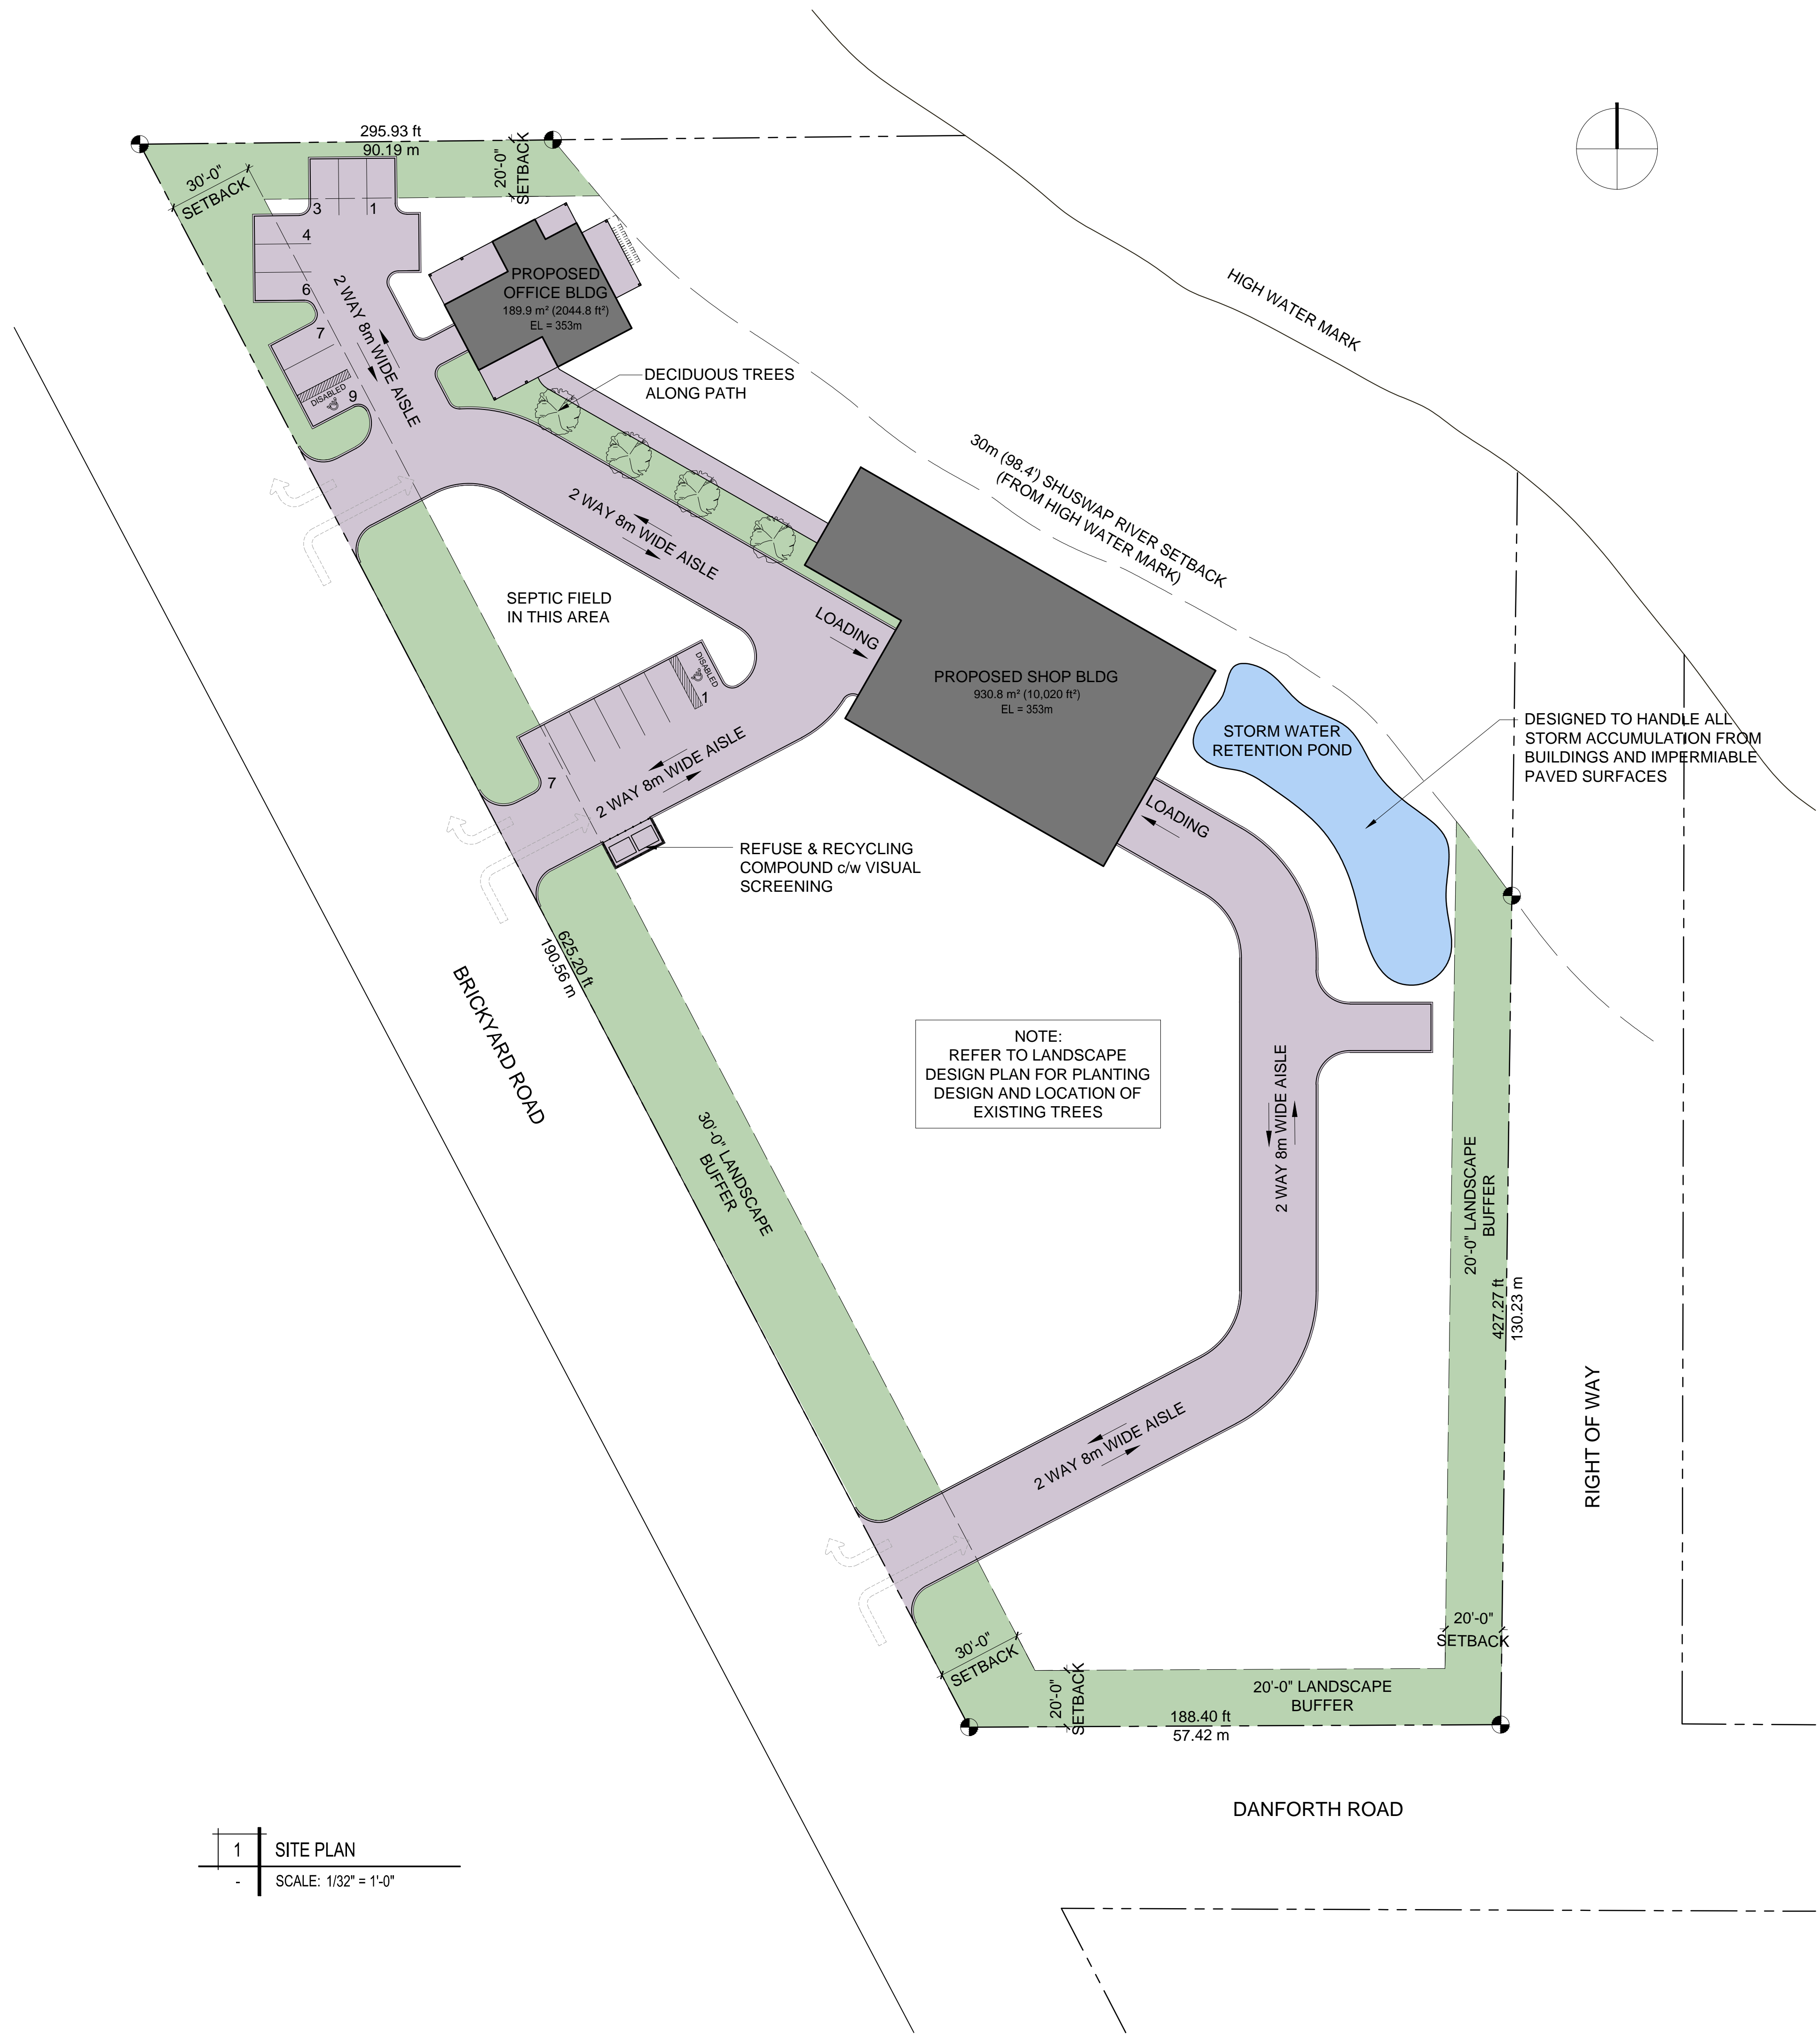 295.93 ft
90.19 m
20'-0"
SETBACK
30'-0"
SETBACK
3
1
4
6
7
DISABLED
9
2 WAY 8m WIDE AISLE
PROPOSED
OFFICE BLDG
189.9 m² (2044.8 ft²)
EL = 353m
HIGH WATER MARK
DECIDUOUS TREES
ALONG PATH
30m (98.4') SHUSWAP RIVER SETBACK
(FROM HIGH WATER MARK)
2 WAY 8m WIDE AISLE
SEPTIC FIELD
IN THIS AREA
LOADING
DISABLED
1
7
2 WAY 8m WIDE AISLE
PROPOSED SHOP BLDG
930.8 m² (10,020 ft²)
EL = 353m
STORM WATER
RETENTION POND
DESIGNED TO HANDLE ALL
STORM ACCUMULATION FROM
BUILDINGS AND IMPERMIABLE
PAVED SURFACES
LOADING
REFUSE & RECYCLING
COMPOUND c/w VISUAL
SCREENING
625.20 ft
190.56 m
BRICKYARD ROAD
NOTE:
REFER TO LANDSCAPE
DESIGN PLAN FOR PLANTING
DESIGN AND LOCATION OF
EXISTING TREES
2 WAY 8m WIDE AISLE
30'-0" LANDSCAPE
BUFFER
20'-0" LANDSCAPE
BUFFER
427.27 ft
130.23 m
RIGHT OF WAY
2 WAY 8m WIDE AISLE
30'-0"
SETBACK
20'-0"
SETBACK
20'-0"
SETBACK
20'-0" LANDSCAPE
BUFFER
188.40 ft
57.42 m
DANFORTH ROAD
1
SITE PLAN
-
SCALE: 1/32" = 1'-0"